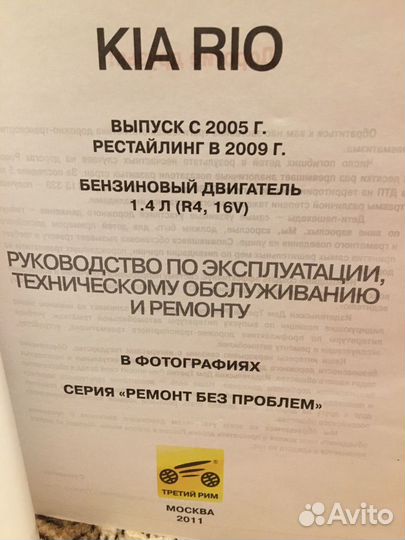 KIA RIO
ВЫПУСК С 2005 Г.
РЕСТАЙЛИНГ В 2009 Г.
БЕНЗИНОВЫЙ ДВИГАТЕЛЬ
1.4 Л (R4, 16V)
РУКОВОДСТВО ПО ЭКСПЛУАТАЦИИ,
ТЕХНИЧЕСКОМУ ОБСЛУЖИВАНИЮ
И РЕМОНТУ
В ФОТОГРАФИЯХ
СЕРИЯ «РЕМОНТ БЕЗ ПРОБЛЕМ»
ТРЕТИЙ РИМ
МОСКВА
2011
Avito